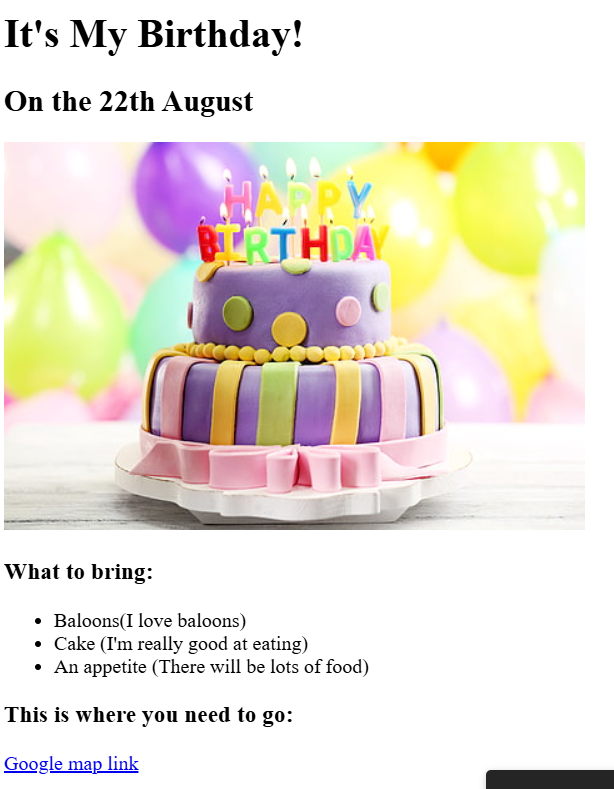 It's My Birthday!
On the 22th August
HAPPY
BIRTHDAY
What to bring:
Baloons(I love baloons)
Cake (I'm really good at eating)
An appetite (There will be lots of food)
This is where you need to go:
Google map link